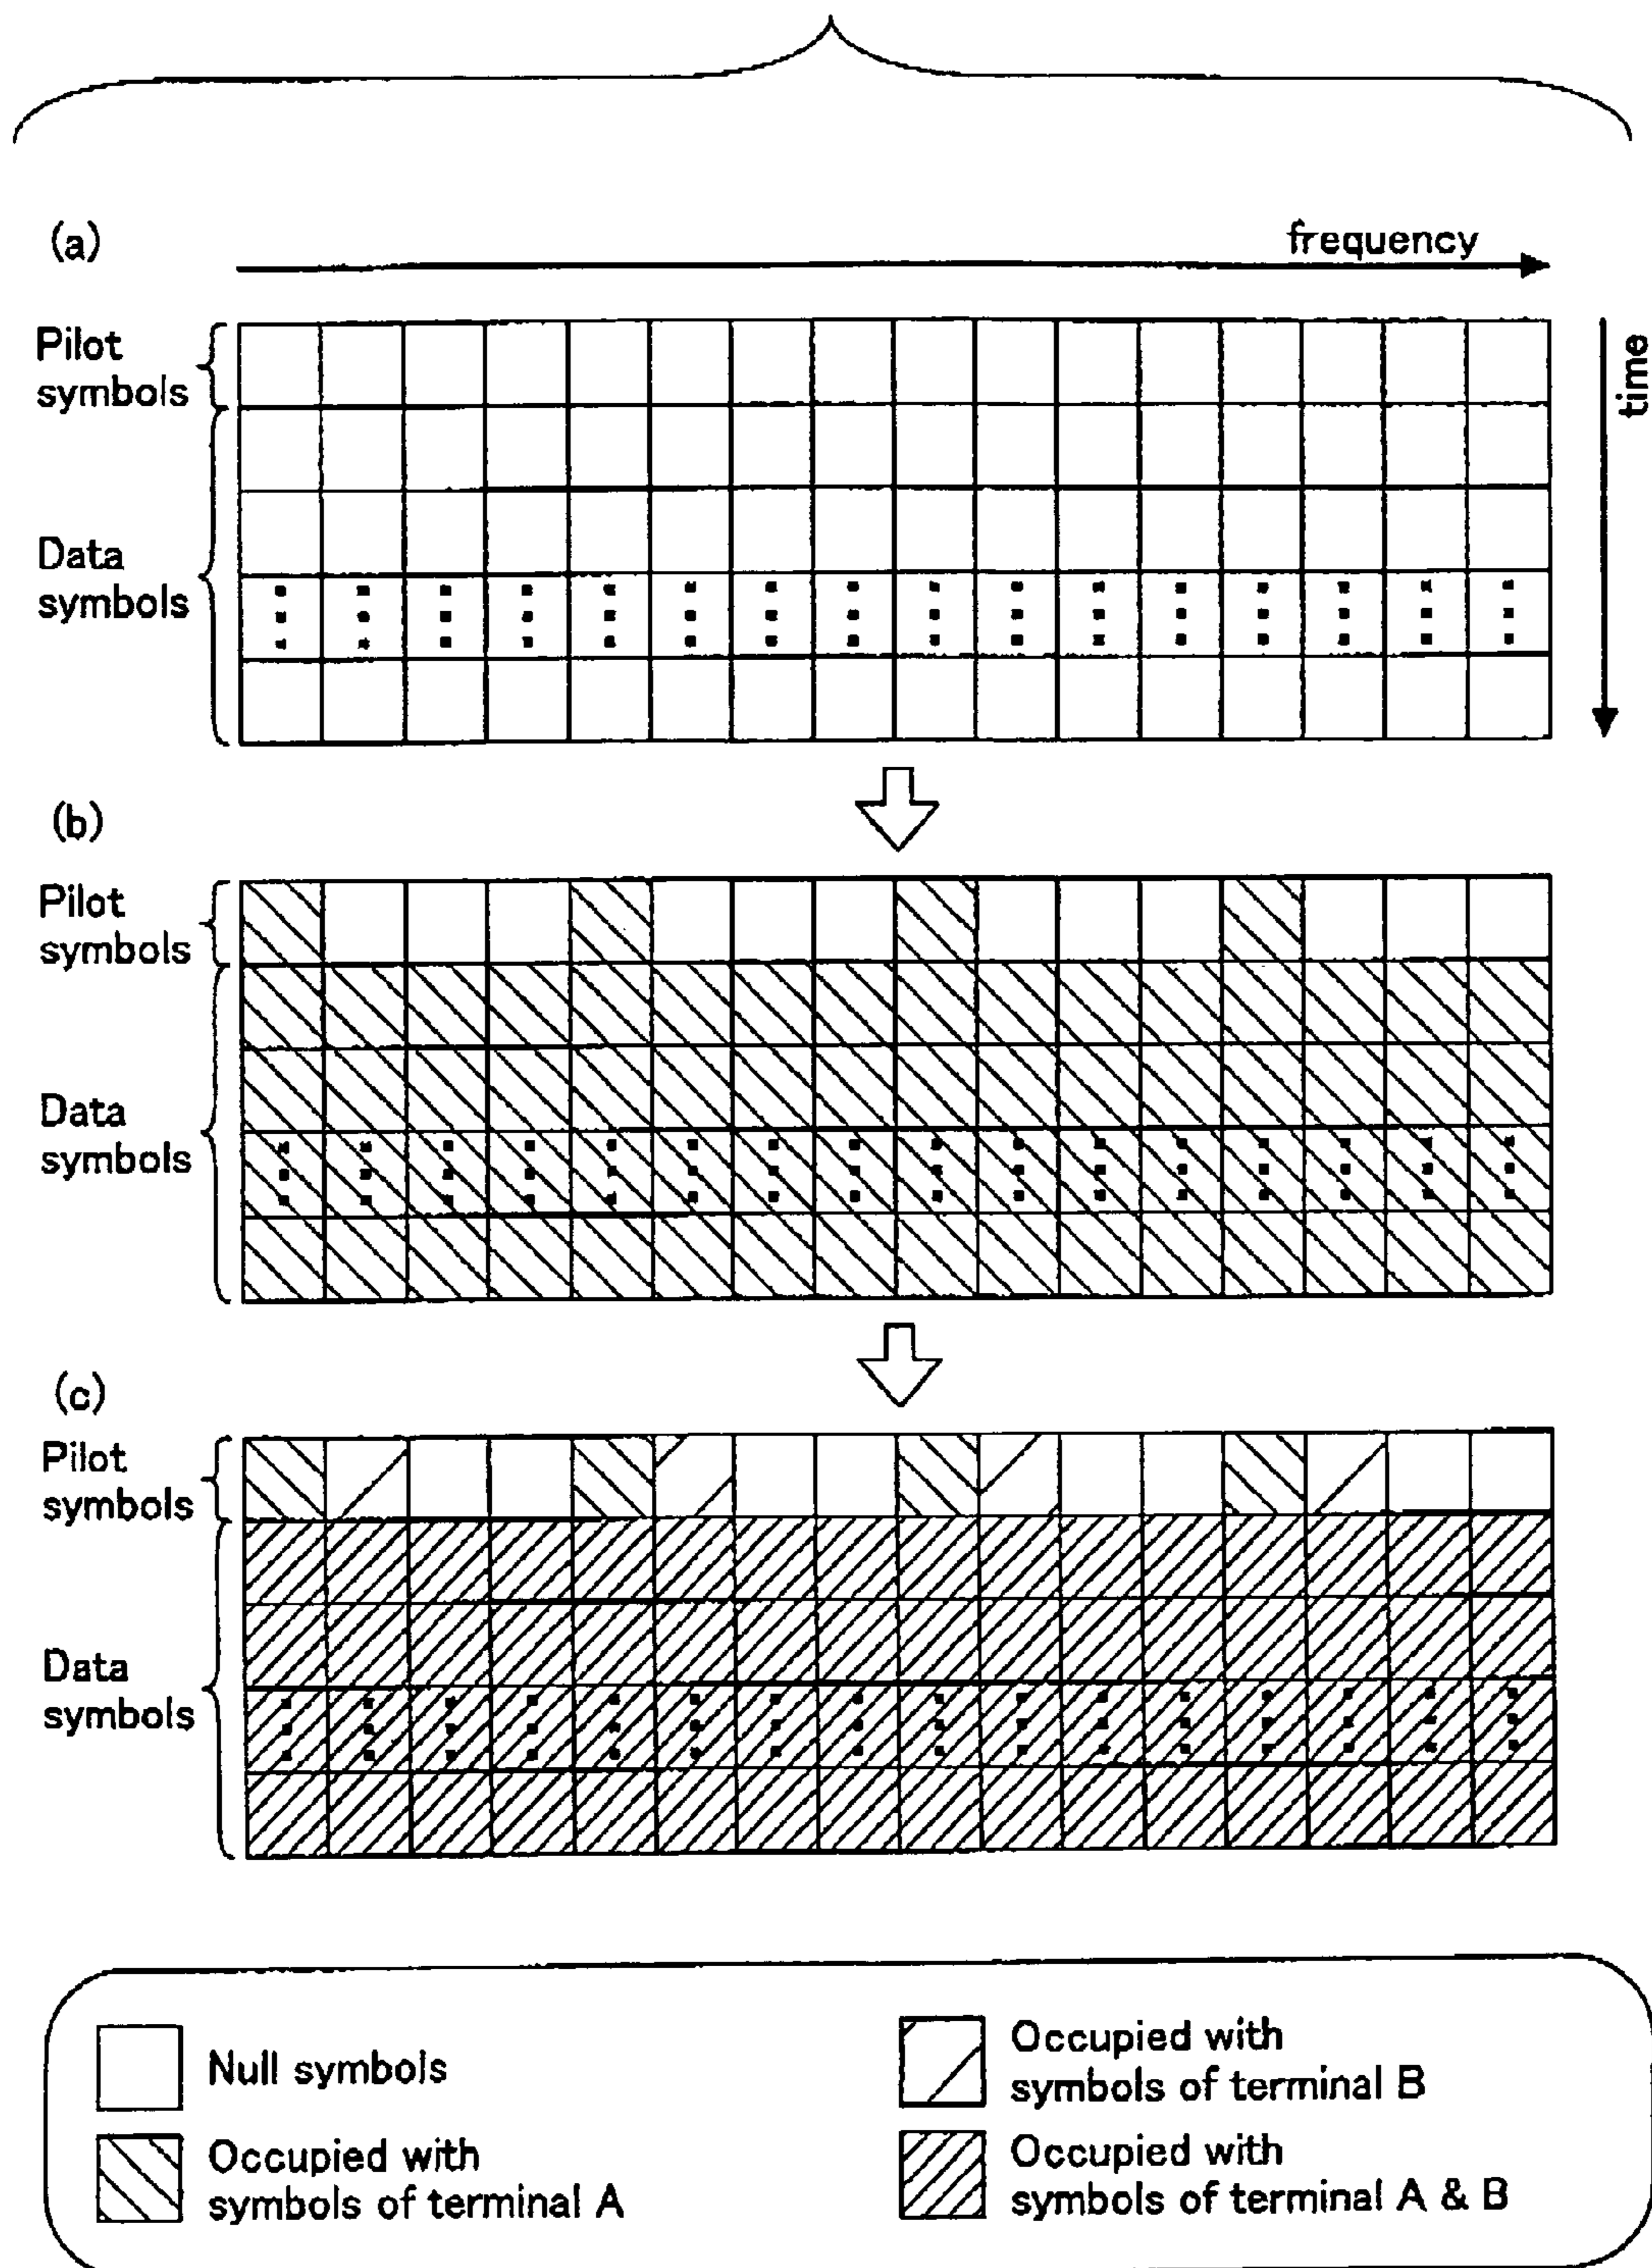 (a)
frequency
time
Pilot
symbols
Data
symbols
(b)
Pilot
symbols
Data
symbols
(c)
Pilot
symbols
Data
symbols
Null symbols
Occupied with
symbols of terminal A
Occupied with
symbols of terminal B
Occupied with
symbols of terminal A & B